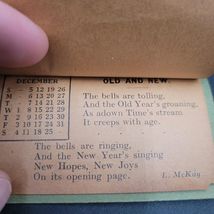 DECEMBER
OLD AND NEW.
S - 5 12 19 26
M - 6 13 20 27
T - 7 14 21 28
W 1 8 15 22 29
T 2 9 16 23 30
F 3 10 17 24 31
S 4 11 18 25 -
The bells are tolling,
And the Old Year's groaning,
As adown Time's stream
It creeps with age.
The bells are ringing,
And the New Year's singing
New Hopes, New Joys
On its opening page.
L. McKay